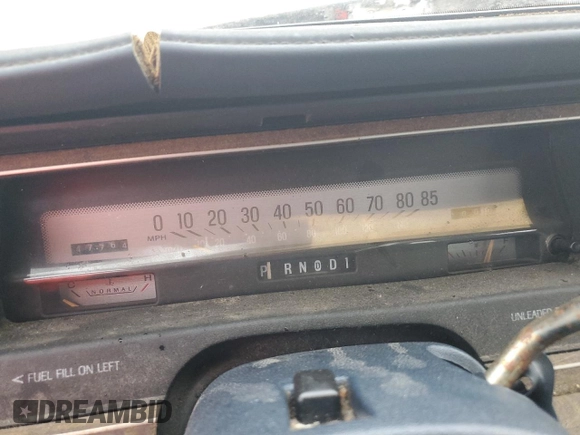 0 10 20 30 40 50 60 70 80 85
MPH
P R N D 1
C H
NORMAL
UNLEADED
< FUEL FILL ON LEFT
DREAMBID